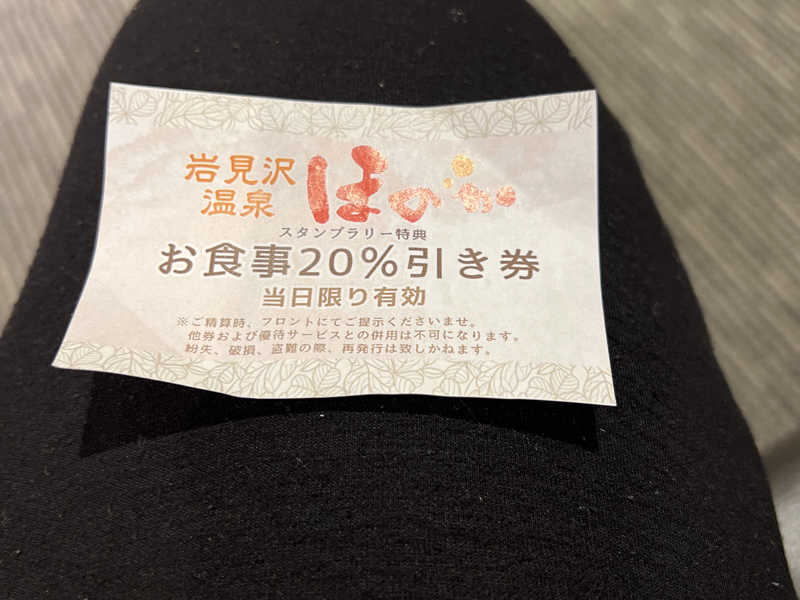 岩見沢
温泉
ほのか
スタンプラリー特典
お食事20%引き券
当日限り有効
※ご精算時、フロントにてご提示くださいませ。
他券および優待サービスとの併用は不可になります。
紛失、破損、盗難の際、再発行は致しかねます。